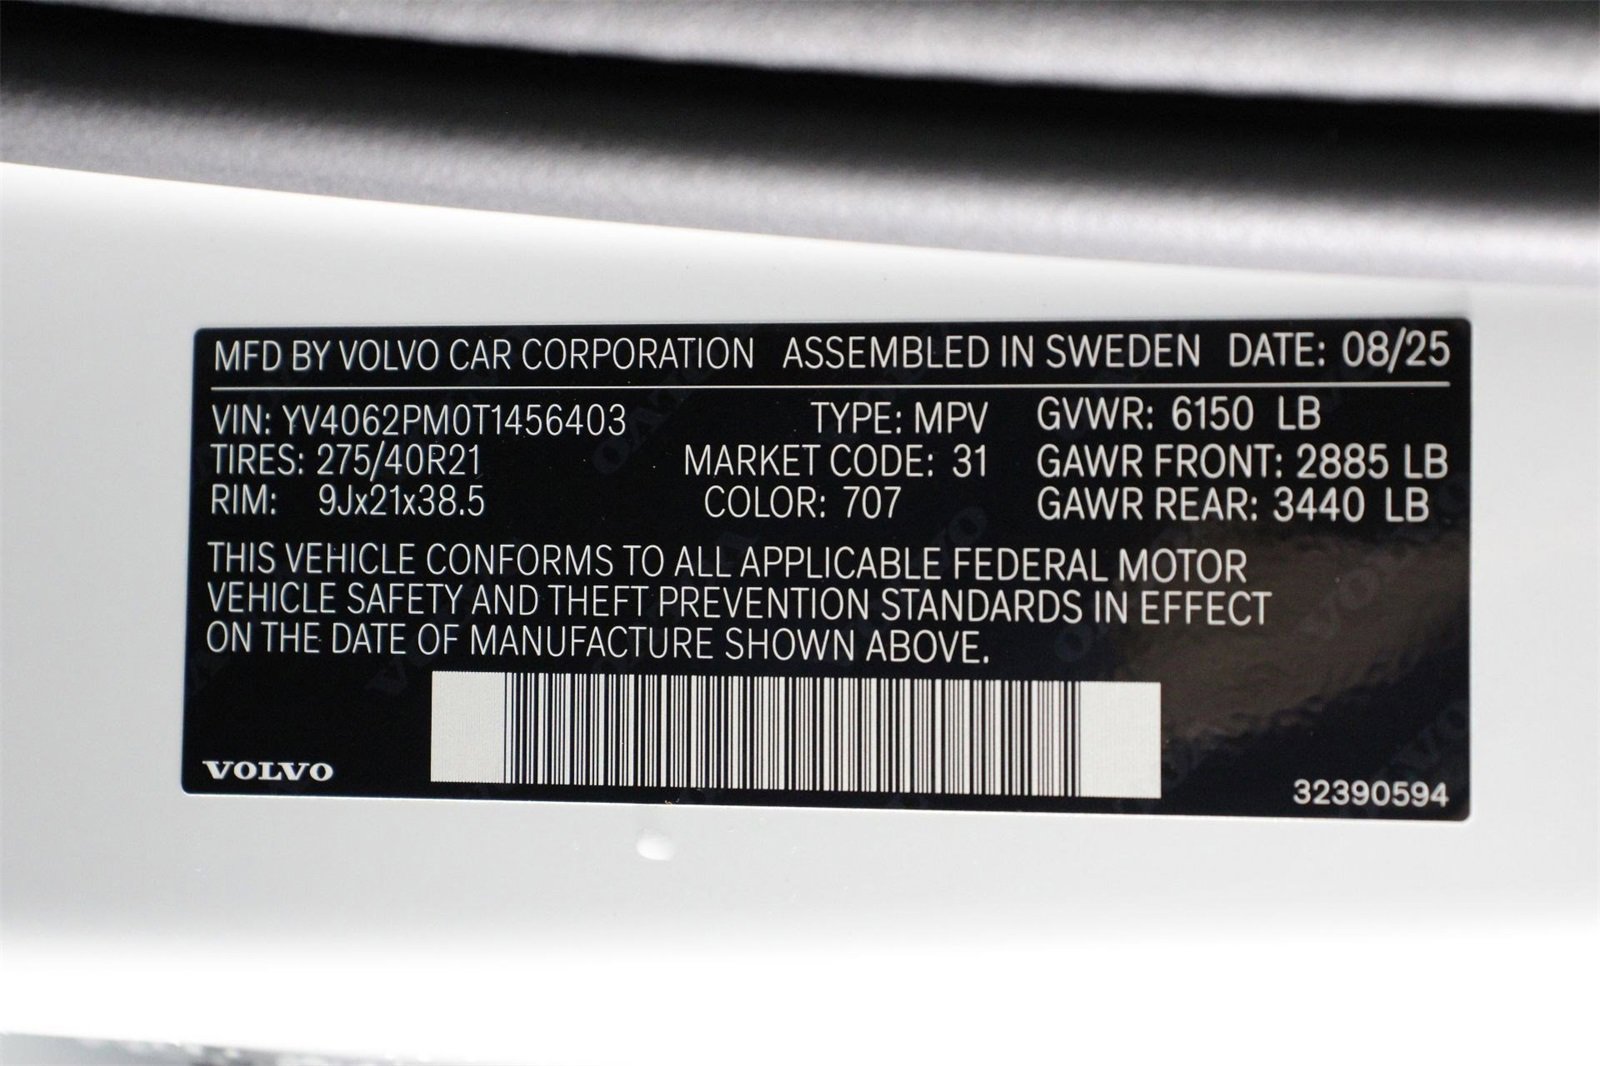 MFD BY VOLVO CAR CORPORATION ASSEMBLED IN SWEDEN DATE: 08/25
VIN: YV4062PM0T1456403 TYPE: MPV GVWR: 6150 LB
TIRES: 275/40R21 MARKET CODE: 31 GAWR FRONT: 2885 LB
RIM: 9Jx21x38.5 COLOR: 707 GAWR REAR: 3440 LB
THIS VEHICLE CONFORMS TO ALL APPLICABLE FEDERAL MOTOR
VEHICLE SAFETY AND THEFT PREVENTION STANDARDS IN EFFECT
ON THE DATE OF MANUFACTURE SHOWN ABOVE.
VOLVO 32390594